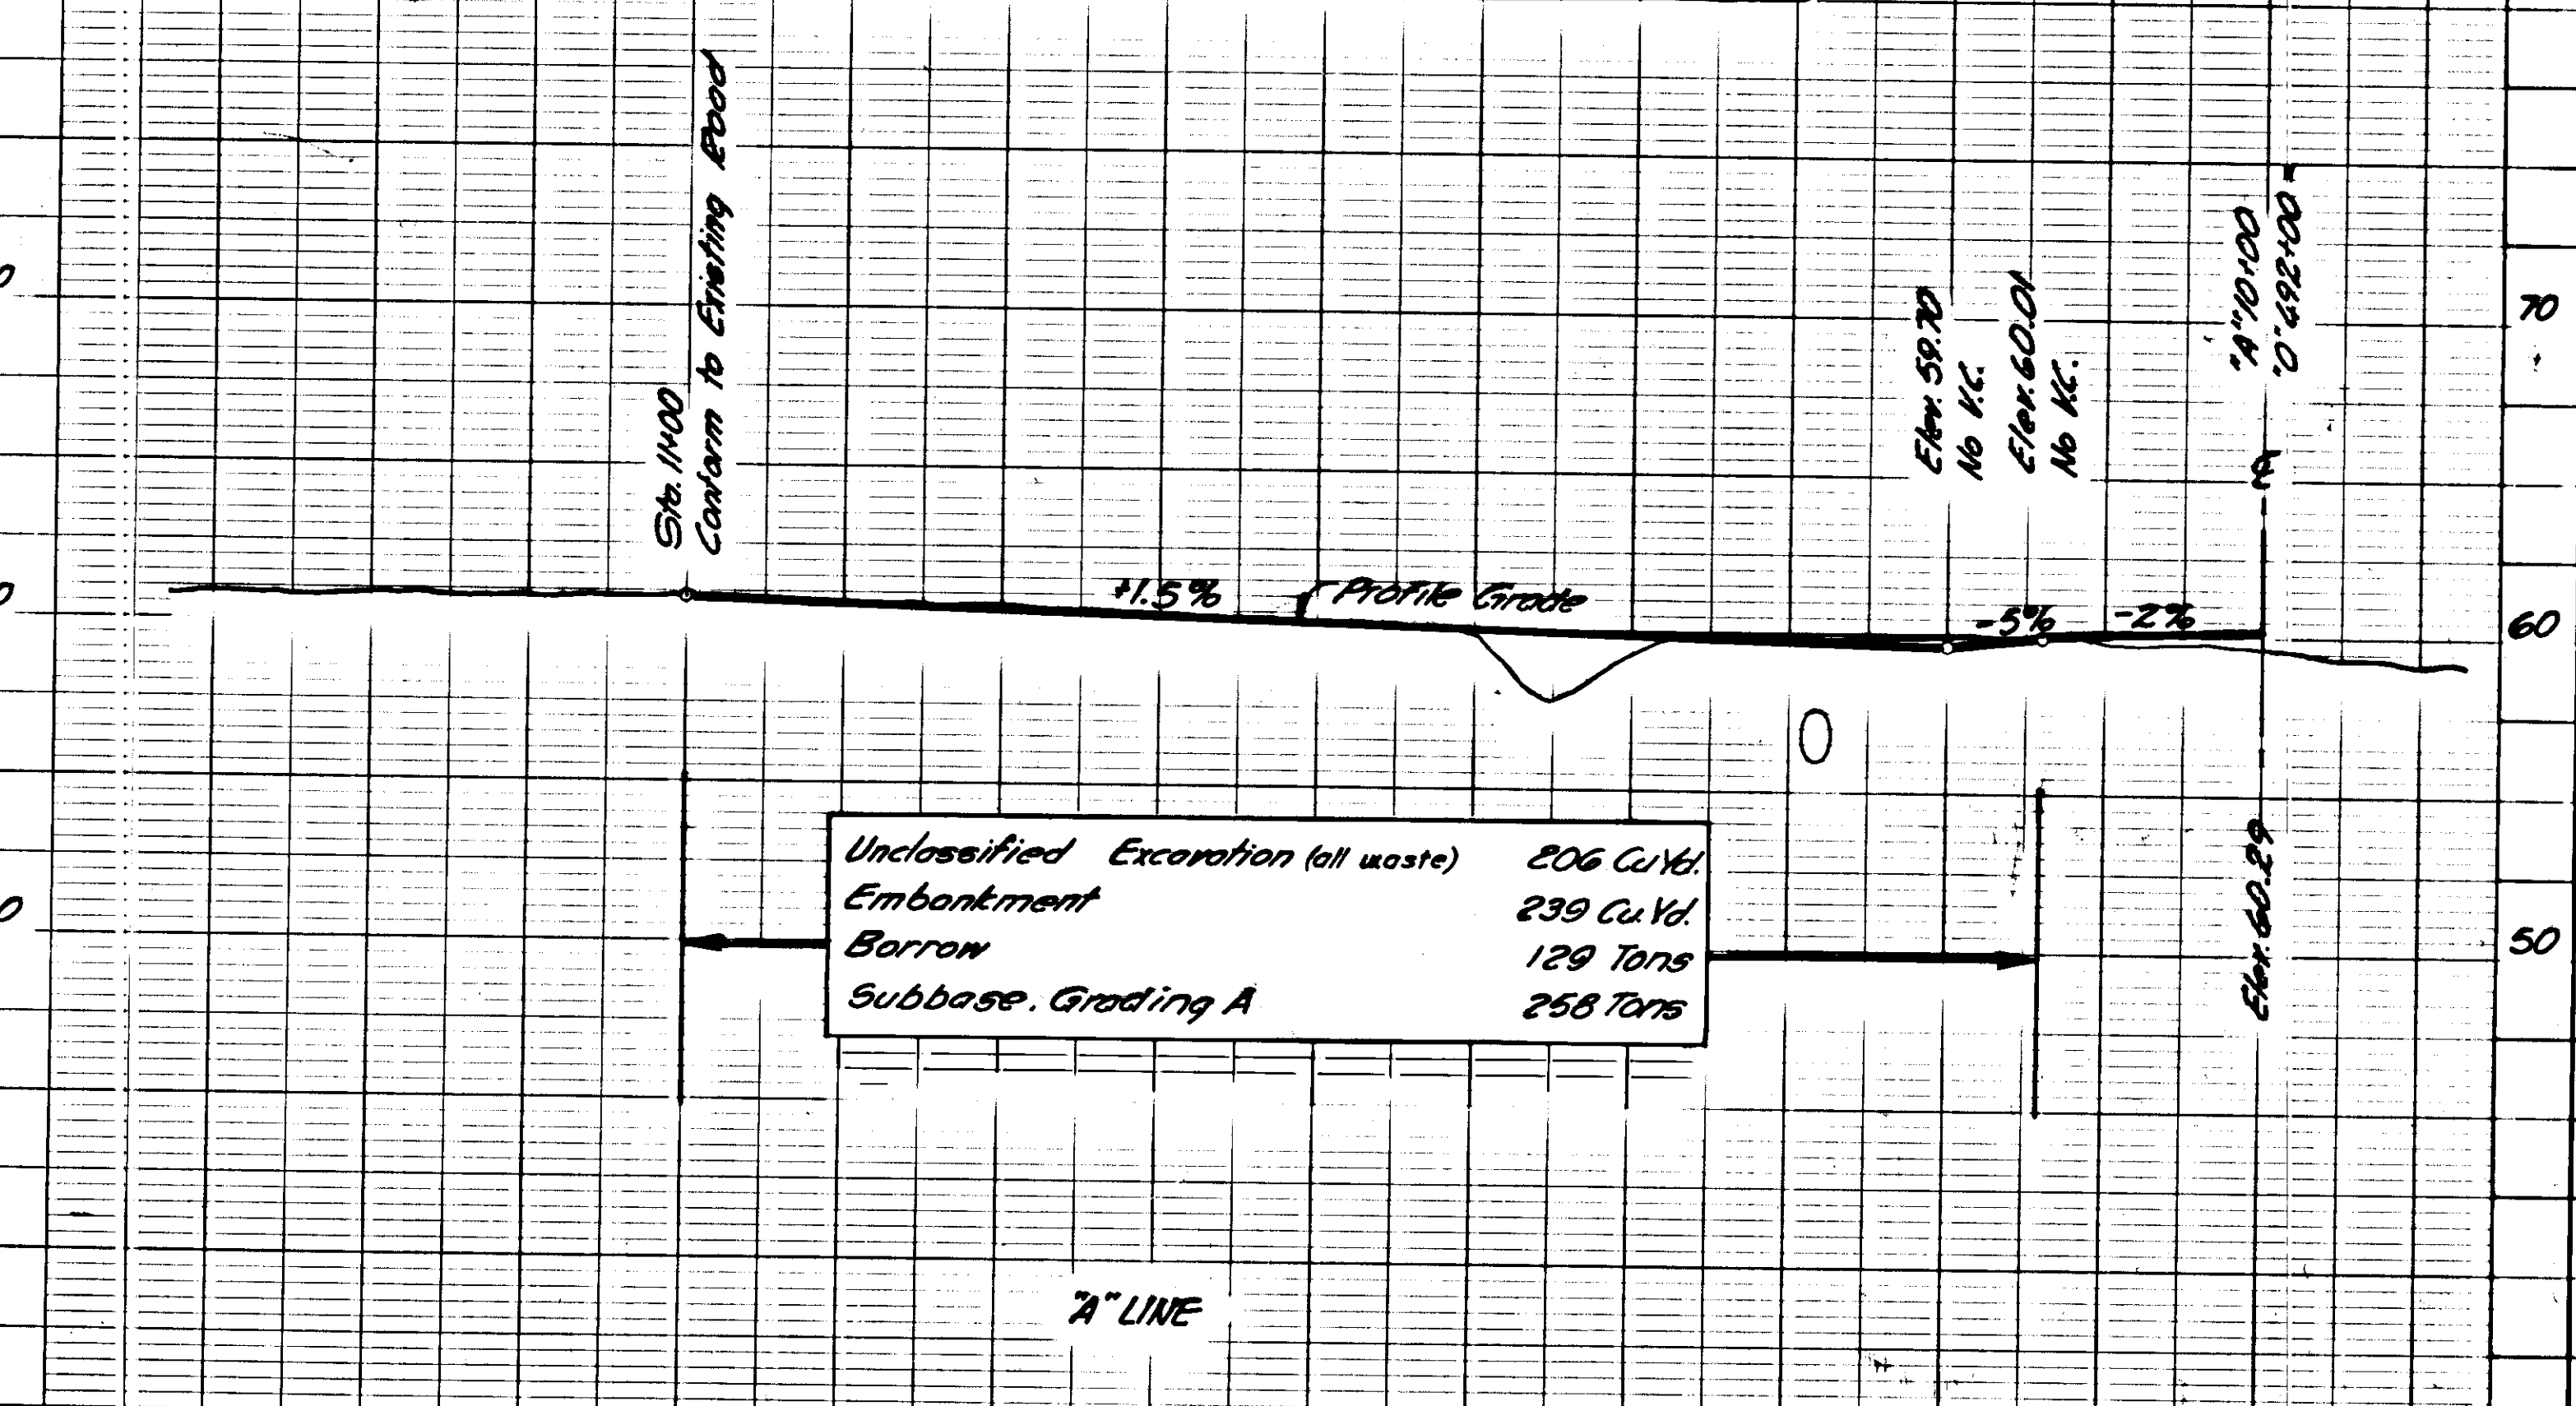 Sta. 11+00
Conform to Existing Road
Elev. 59.70
No V.C.
Elev. 60.01
No V.C.
"A" 10+00
"O" 492+00 =
70
+1.5%
Profile Grade
-5%
-2%
60
Unclassified Excavation (all waste) 206 Cu.Yd.
Embankment 239 Cu.Yd.
Borrow 129 Tons
Subbase. Grading A 258 Tons
Elev. 60.29
50
"A" LINE